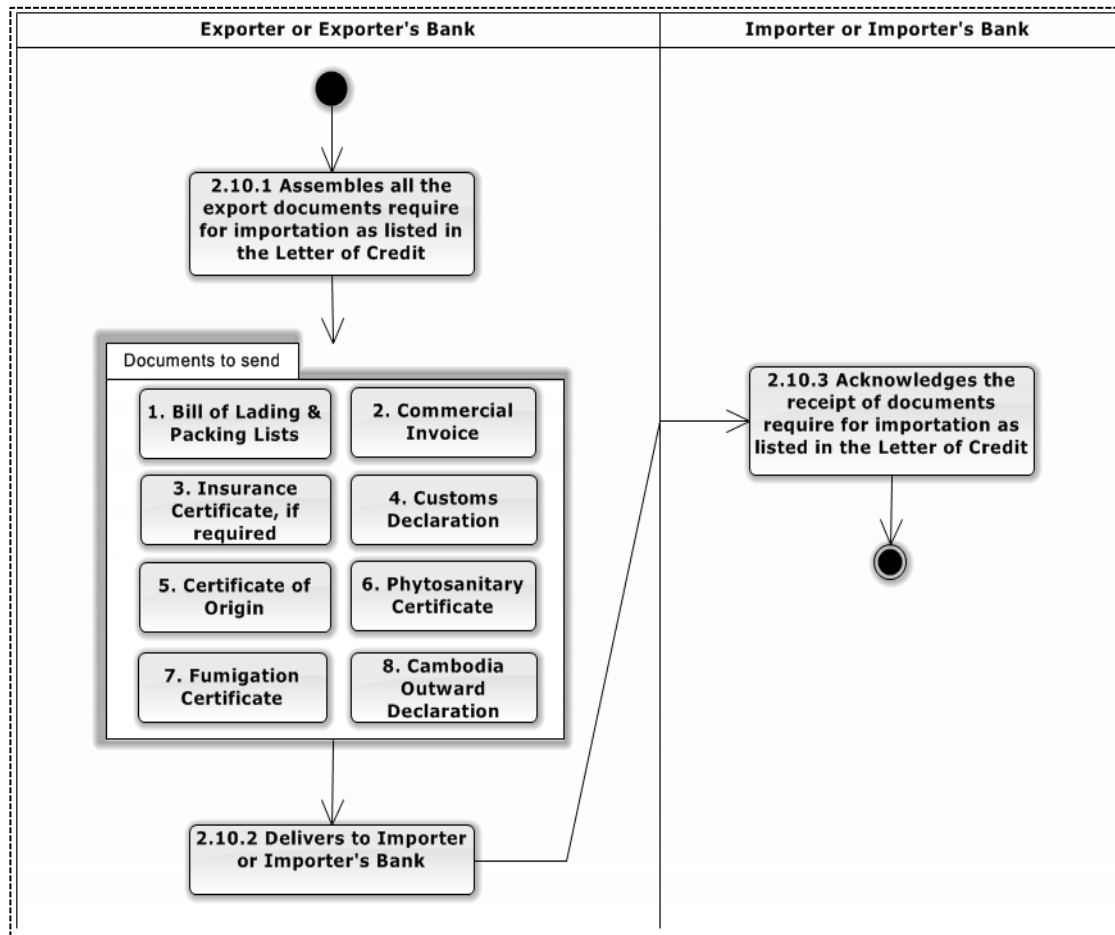 Exporter or Exporter's Bank
Importer or Importer's Bank
2.10.1 Assembles all the
export documents require
for importation as listed in
the Letter of Credit
Documents to send
1. Bill of Lading &
Packing Lists
2. Commercial
Invoice
3. Insurance
Certificate, if
required
4. Customs
Declaration
5. Certificate of
Origin
6. Phytosanitary
Certificate
7. Fumigation
Certificate
8. Cambodia
Outward
Declaration
2.10.2 Delivers to Importer
or Importer's Bank
2.10.3 Acknowledges the
receipt of documents
require for importation as
listed in the Letter of Credit